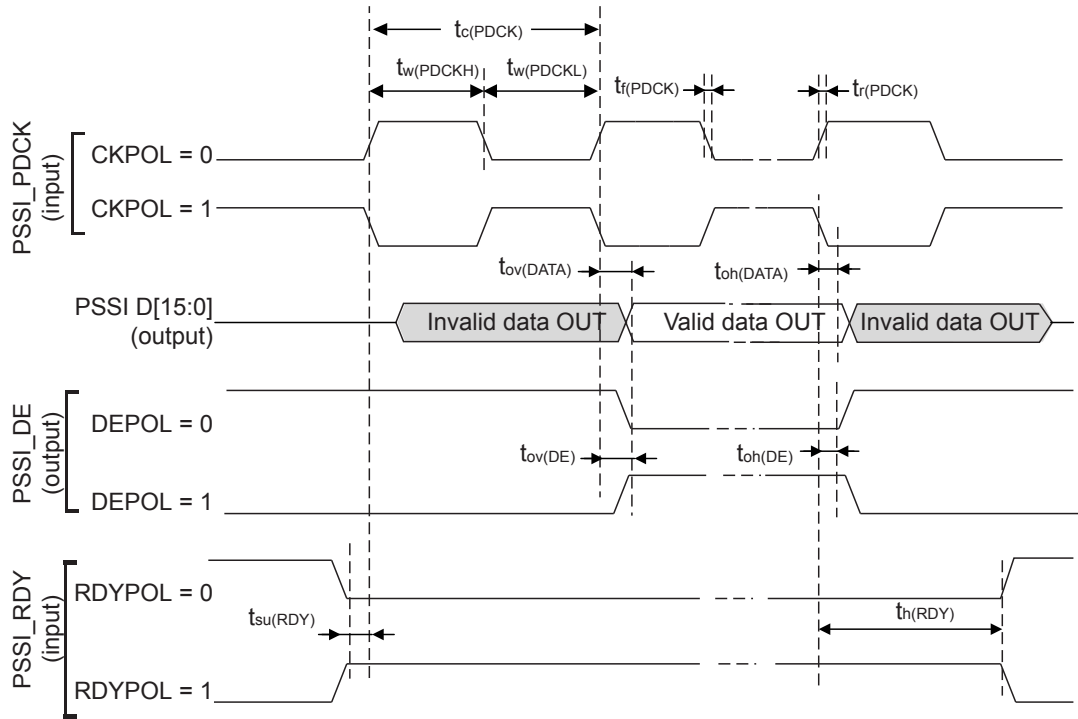 tc(PDCK)
tw(PDCKH)
tw(PDCKL)
tf(PDCK)
tr(PDCK)
PSSI_PDCK
(input)
CKPOL = 0
CKPOL = 1
tov(DATA)
toh(DATA)
PSSI D[15:0]
(output)
Invalid data OUT
Valid data OUT
Invalid data OUT
PSSI_DE
(output)
DEPOL = 0
tov(DE)
toh(DE)
DEPOL = 1
PSSI_RDY
(input)
RDYPOL = 0
tsu(RDY)
th(RDY)
RDYPOL = 1